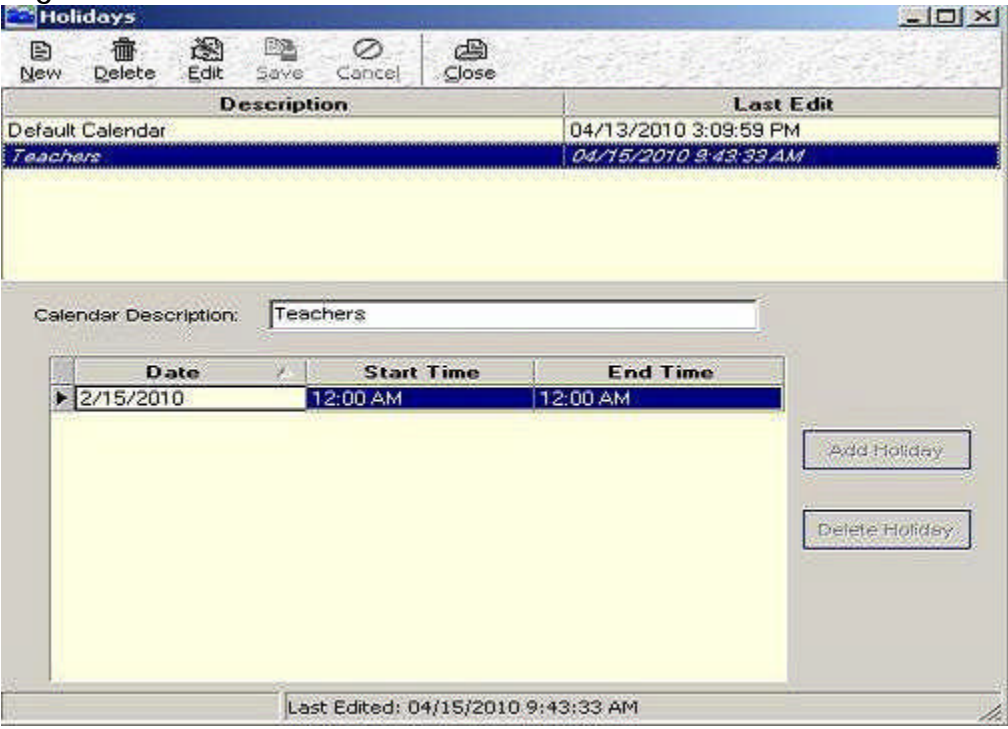 Holidays
New Delete Edit Save Cancel Close
Description Last Edit
Default Calendar 04/13/2010 3:09:59 PM
Teachers 04/15/2010 9:43:33 AM
Calendar Description: Teachers
Date Start Time End Time
2/15/2010 12:00 AM 12:00 AM
Add Holiday
Delete Holiday
Last Edited: 04/15/2010 9:43:33 AM